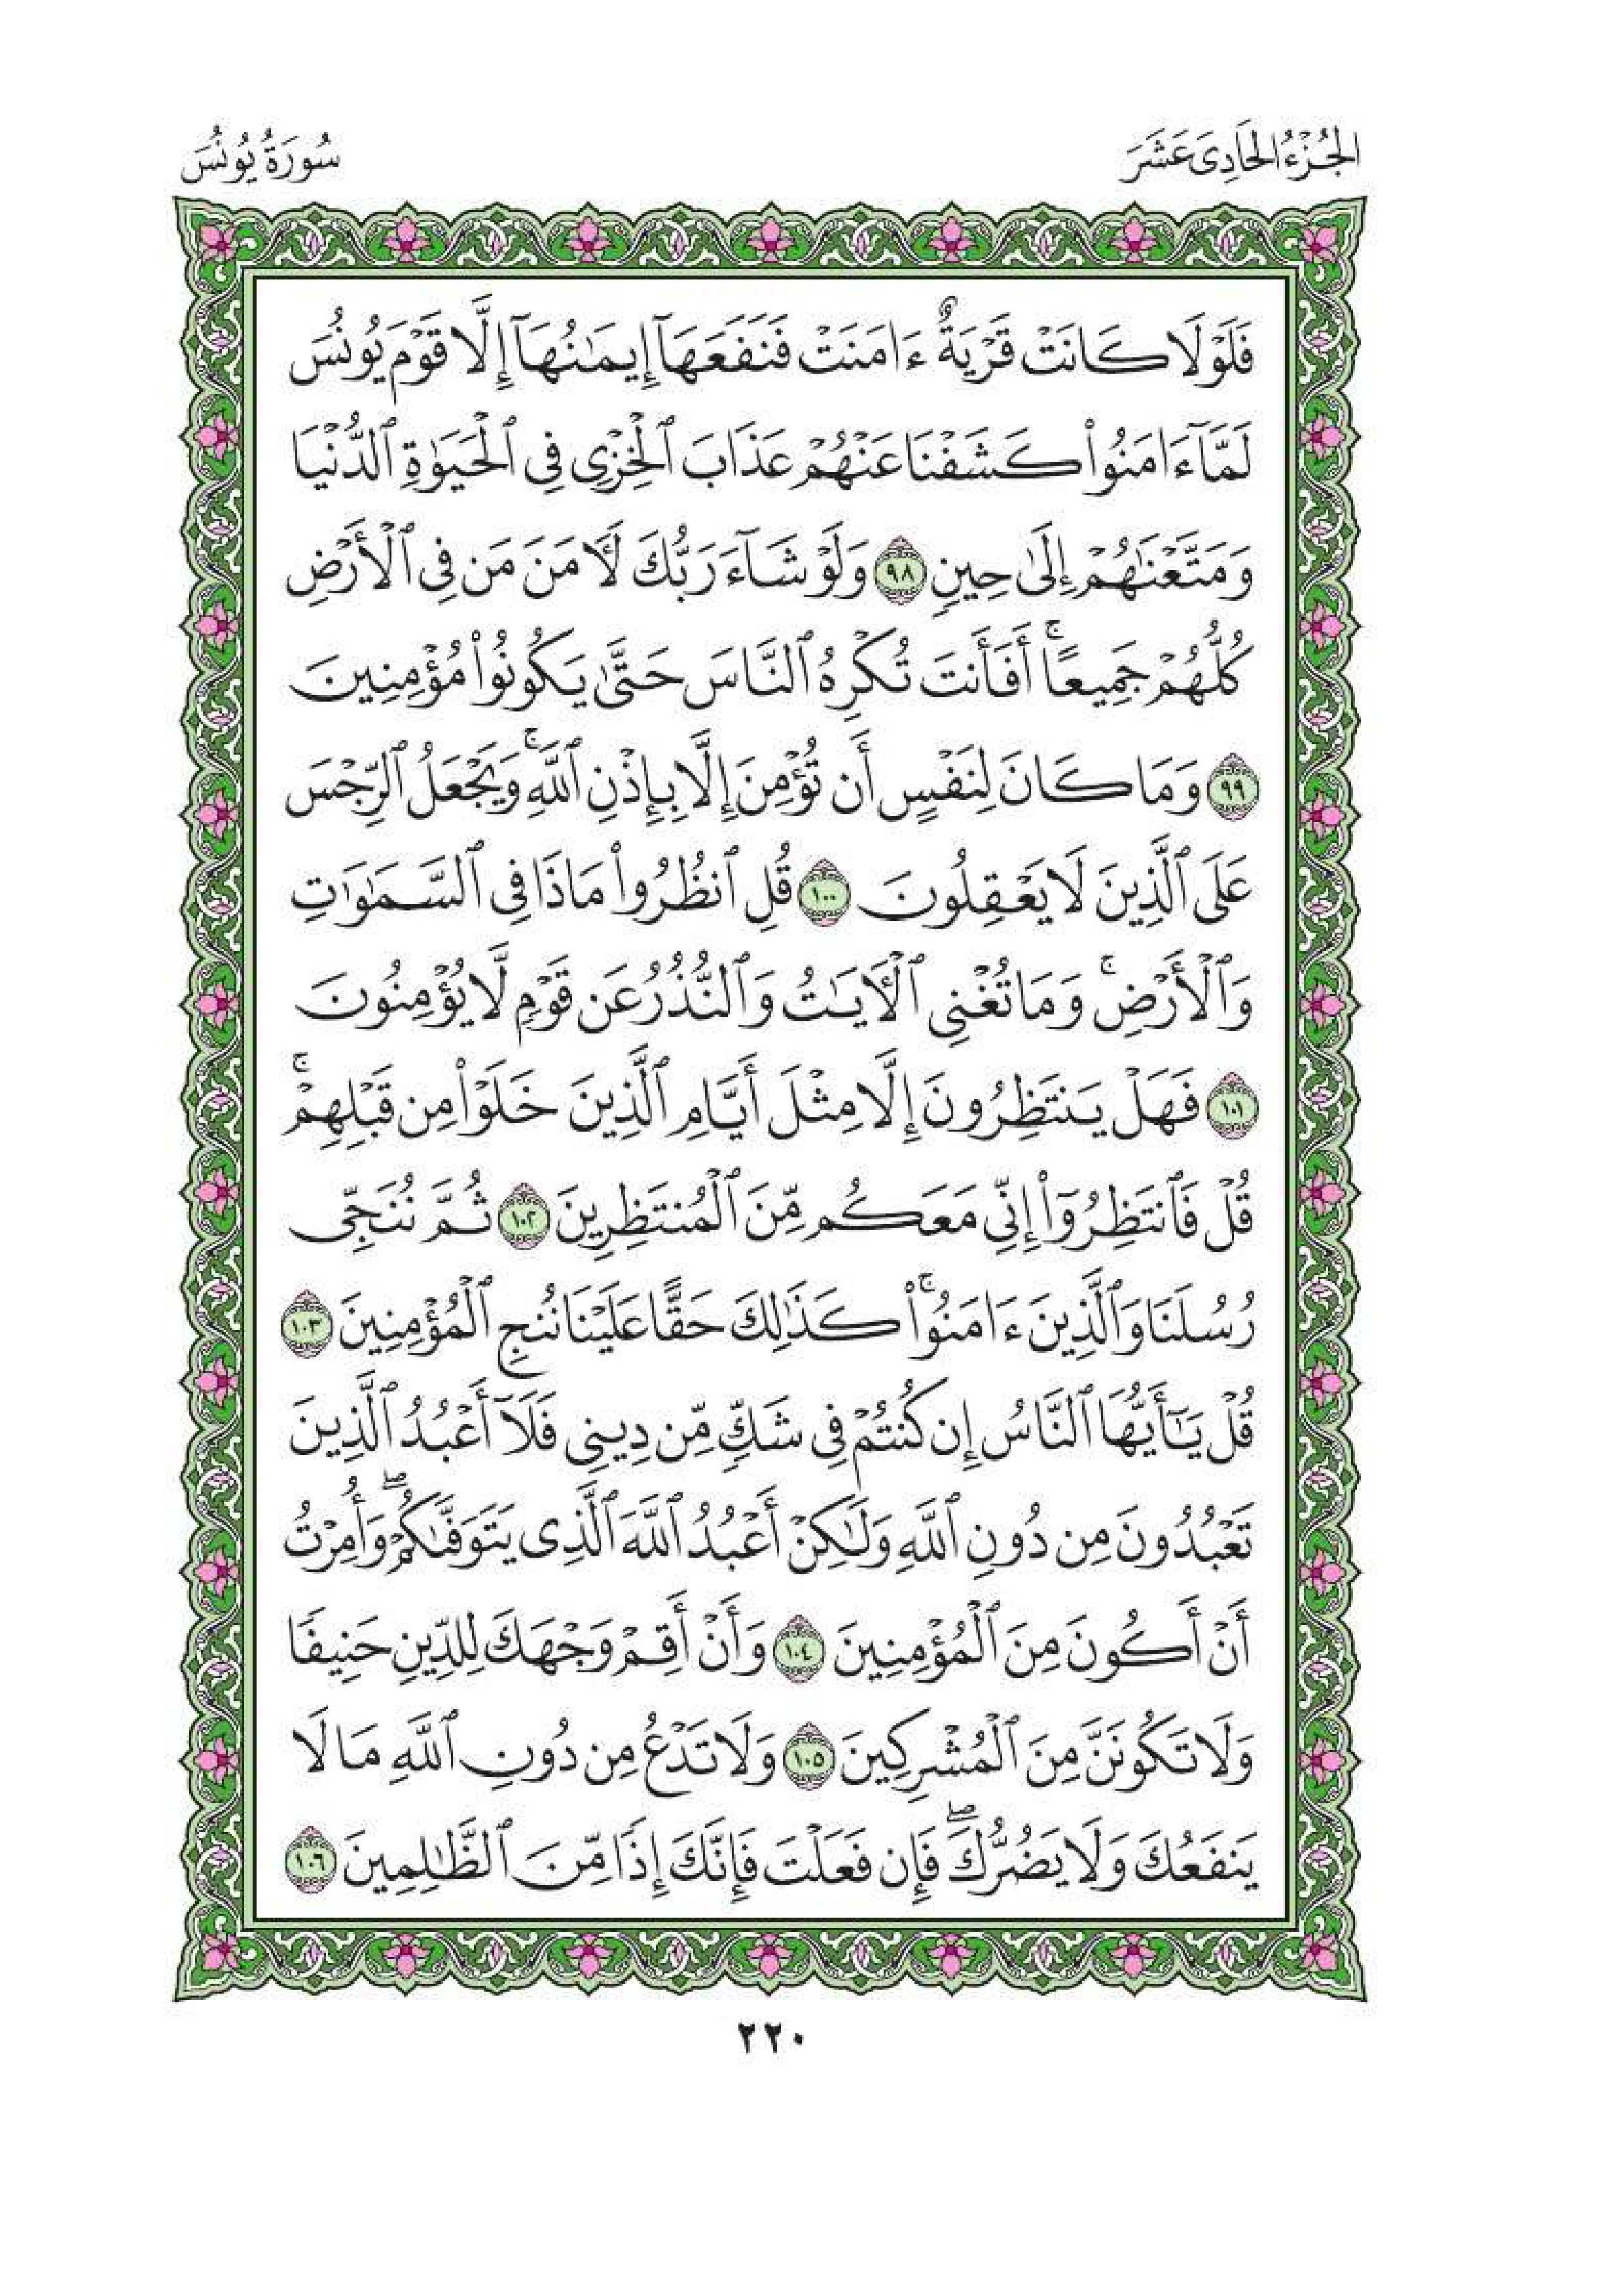 الجُزْءُ الحَادِيَ عَشَرَ
سُورَةُ يُونُسَ
فَلَوْلَا كَانَتْ قَرْيَةٌ ءَامَنَتْ فَنَفَعَهَآ إِيمَٰنُهَآ إِلَّا قَوْمَ يُونُسَ
لَمَّآ ءَامَنُوا۟ كَشَفْنَا عَنْهُمْ عَذَابَ ٱلْخِزْىِ فِى ٱلْحَيَوٰةِ ٱلدُّنْيَا
وَمَتَّعْنَٰهُمْ إِلَىٰ حِينٍ ٩٨ وَلَوْ شَآءَ رَبُّكَ لَءَامَنَ مَن فِى ٱلْأَرْضِ
كُلُّهُمْ جَمِيعًا ۚ أَفَأَنتَ تُكْرِهُ ٱلنَّاسَ حَتَّىٰ يَكُونُوا۟ مُؤْمِنِينَ
٩٩ وَمَا كَانَ لِنَفْسٍ أَن تُؤْمِنَ إِلَّا بِإِذْنِ ٱللَّهِ ۚ وَيَجْعَلُ ٱلرِّجْسَ
عَلَى ٱلَّذِينَ لَا يَعْقِلُونَ ١٠٠ قُلِ ٱنظُرُوا۟ مَاذَا فِى ٱلسَّمَٰوَٰتِ
وَٱلْأَرْضِ ۚ وَمَا تُغْنِى ٱلْءَايَٰتُ وَٱلنُّذُرُ عَن قَوْمٍ لَّا يُؤْمِنُونَ
١٠١ فَهَلْ يَنتَظِرُونَ إِلَّا مِثْلَ أَيَّامِ ٱلَّذِينَ خَلَوْا۟ مِن قَبْلِهِمْ ۚ
قُلْ فَٱنتَظِرُوٓا۟ إِنِّى مَعَكُم مِّنَ ٱلْمُنتَظِرِينَ ١٠٢ ثُمَّ نُنَجِّى
رُسُلَنَا وَٱلَّذِينَ ءَامَنُوا۟ ۚ كَذَٰلِكَ حَقًّا عَلَيْنَا نُنجِ ٱلْمُؤْمِنِينَ ١٠٣
قُلْ يَٰٓأَيُّهَا ٱلنَّاسُ إِن كُنتُمْ فِى شَكٍّ مِّن دِينِى فَلَآ أَعْبُدُ ٱلَّذِينَ
تَعْبُدُونَ مِن دُونِ ٱللَّهِ وَلَٰكِنْ أَعْبُدُ ٱللَّهَ ٱلَّذِى يَتَوَفَّىٰكُمْ ۖ وَأُمِرْتُ
أَنْ أَكُونَ مِنَ ٱلْمُؤْمِنِينَ ١٠٤ وَأَنْ أَقِمْ وَجْهَكَ لِلدِّينِ حَنِيفًا
وَلَا تَكُونَنَّ مِنَ ٱلْمُشْرِكِينَ ١٠٥ وَلَا تَدْعُ مِن دُونِ ٱللَّهِ مَا لَا
يَنفَعُكَ وَلَا يَضُرُّكَ ۖ فَإِن فَعَلْتَ فَإِنَّكَ إِذًا مِّنَ ٱلظَّٰلِمِينَ ١٠٦
٢٢٠